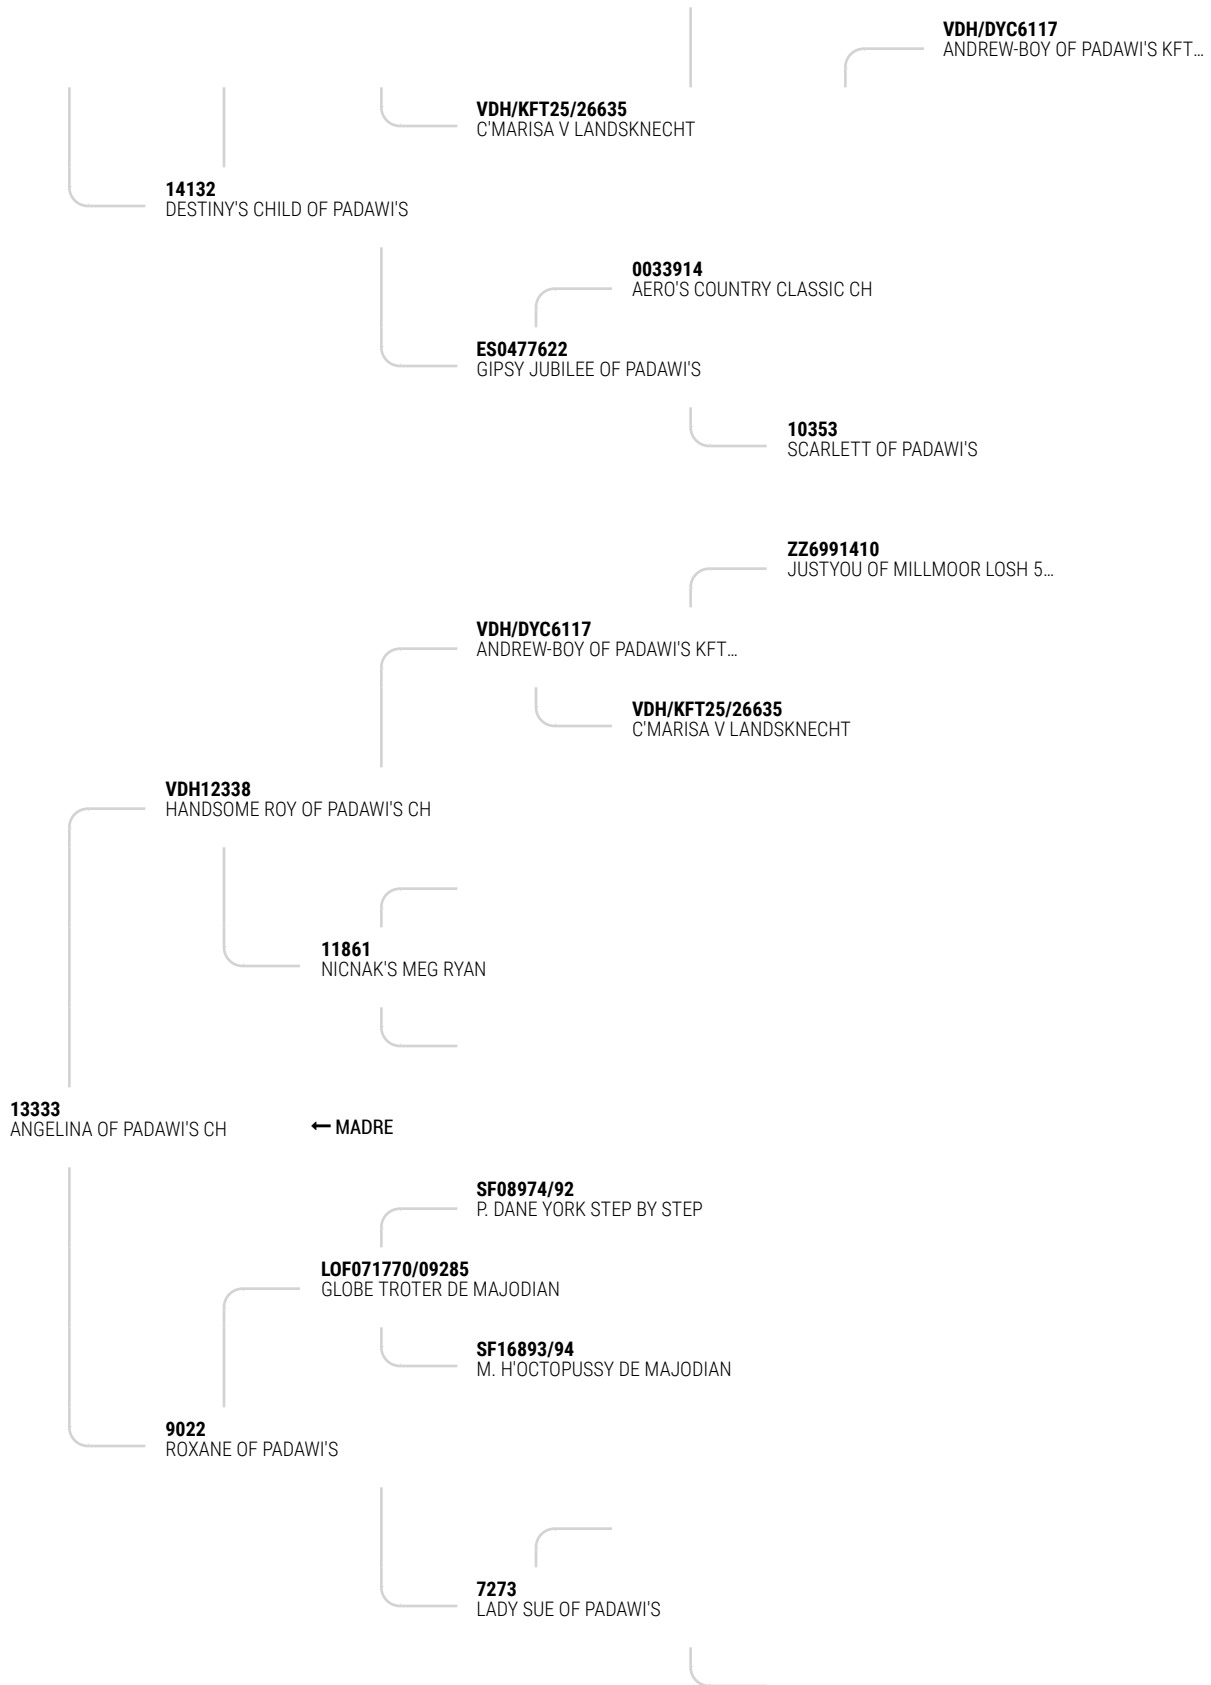 VDH/DYC6117
ANDREW-BOY OF PADAWI'S KFT...
VDH/KFT25/26635
C'MARISA V LANDSKNECHT
14132
DESTINY'S CHILD OF PADAWI'S
0033914
AERO'S COUNTRY CLASSIC CH
ES0477622
GIPSY JUBILEE OF PADAWI'S
10353
SCARLETT OF PADAWI'S
ZZ6991410
JUSTYOU OF MILLMOOR LOSH 5...
VDH/DYC6117
ANDREW-BOY OF PADAWI'S KFT...
VDH/KFT25/26635
C'MARISA V LANDSKNECHT
VDH12338
HANDSOME ROY OF PADAWI'S CH
11861
NICNAK'S MEG RYAN
13333
ANGELINA OF PADAWI'S CH
← MADRE
SF08974/92
P. DANE YORK STEP BY STEP
LOF071770/09285
GLOBE TROTER DE MAJODIAN
SF16893/94
M. H'OCTOPUSSY DE MAJODIAN
9022
ROXANE OF PADAWI'S
7273
LADY SUE OF PADAWI'S